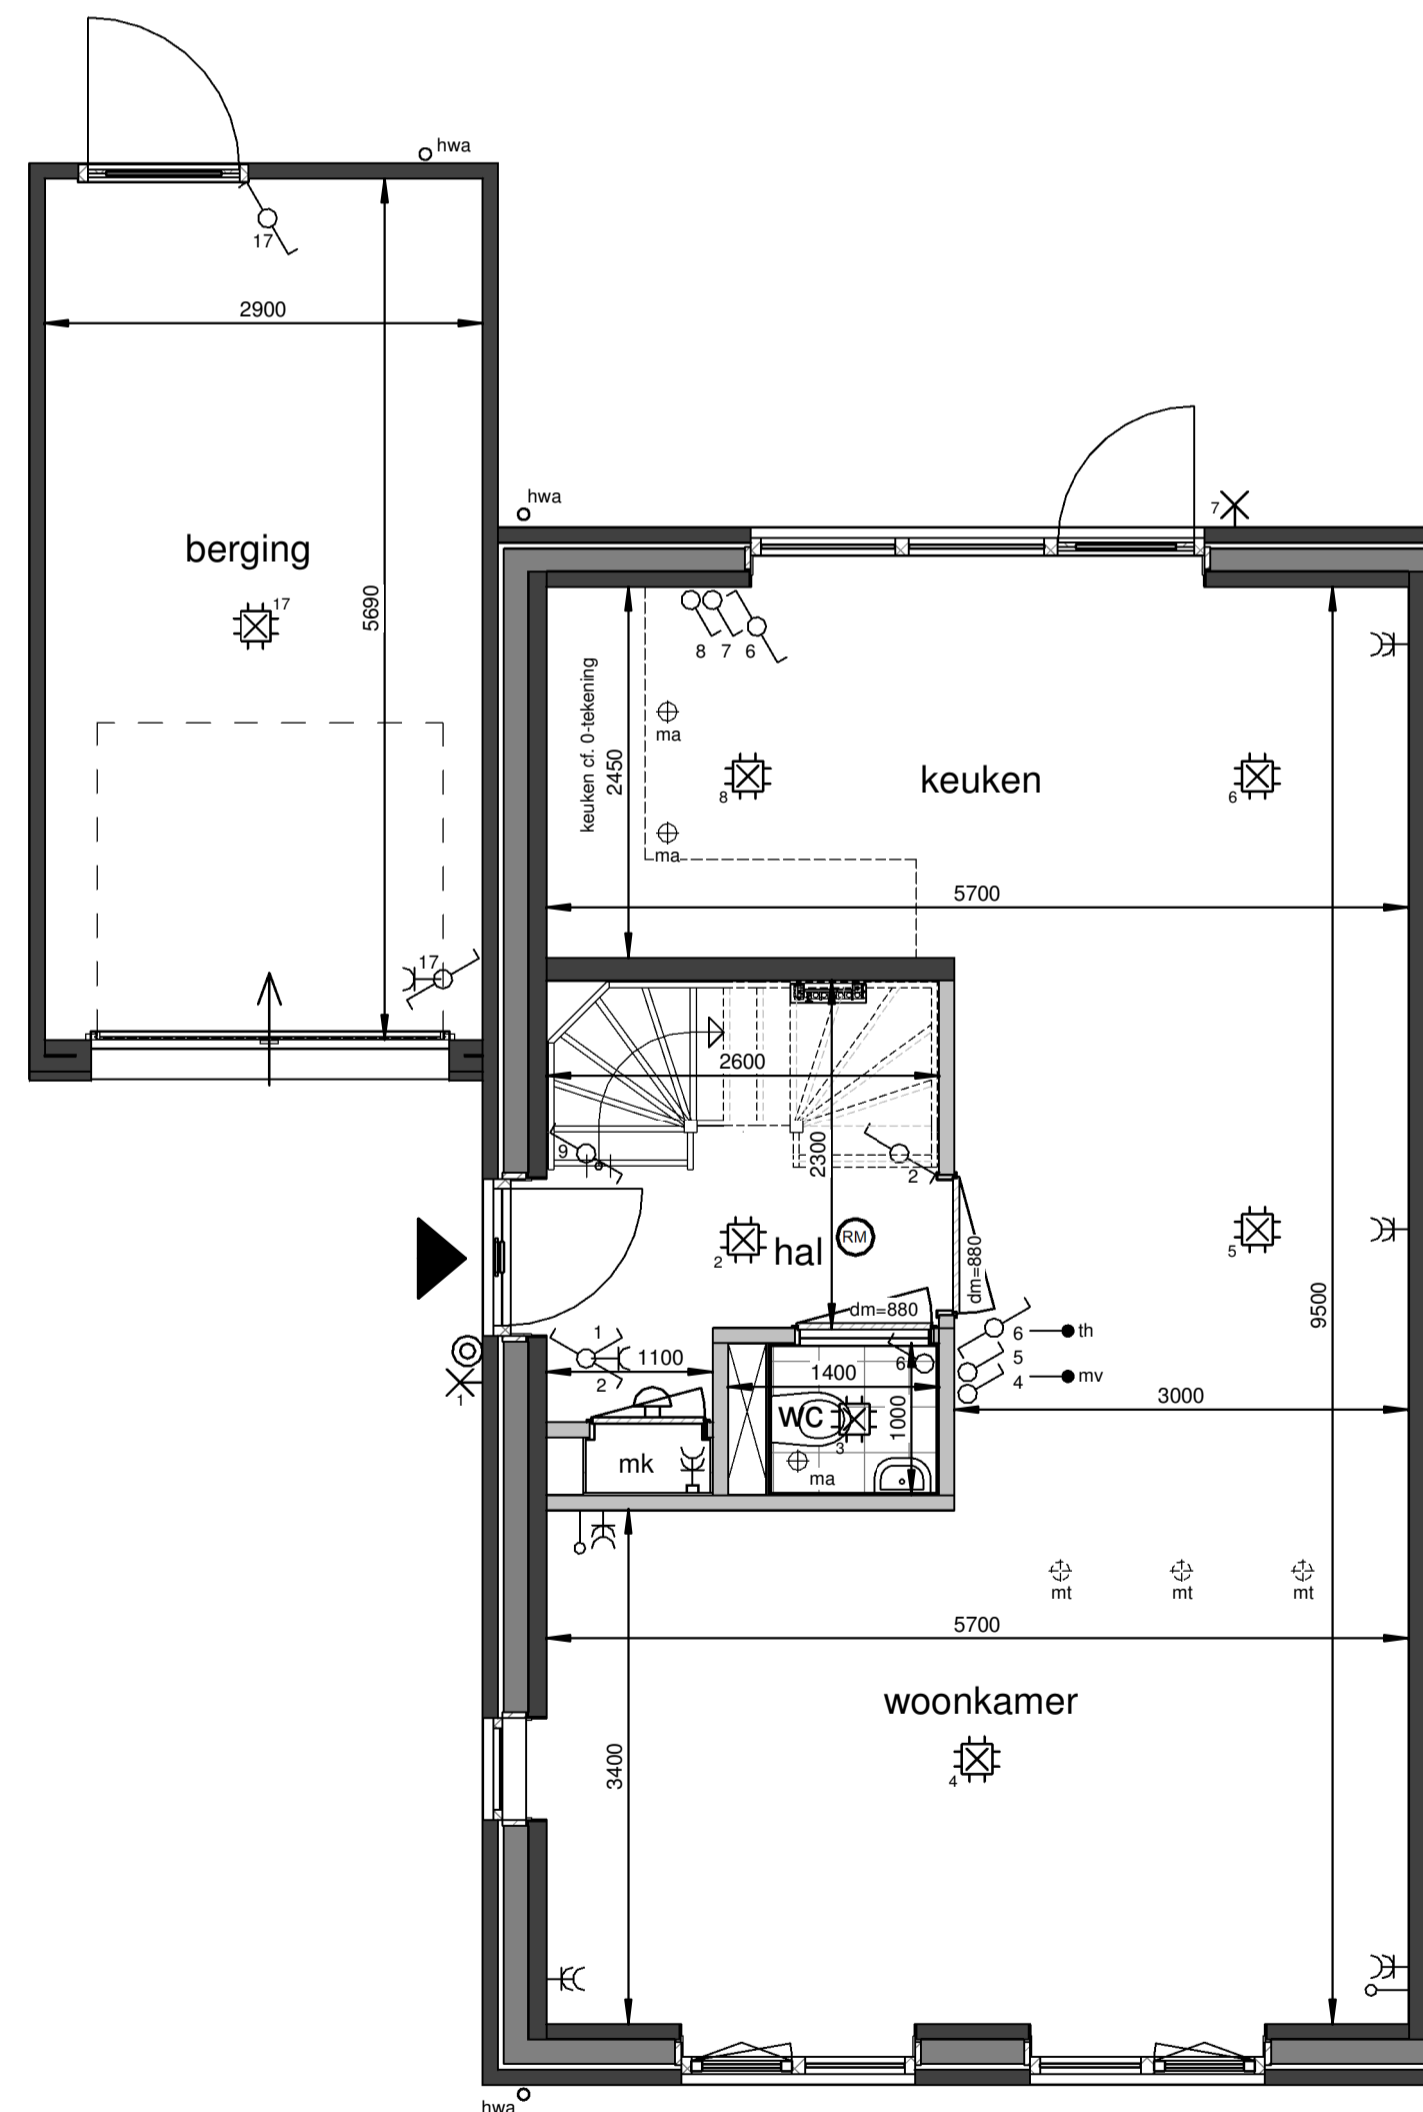 hwa
17
2900
hwa
7
berging
17
5690
8 7 6
keuken cf. 0-tekening
2450
ma
8
keuken
6
ma
5700
17
2600
9
2300
2
2
hal
RM
5
dm=880
dm=880
9500
1
2
1100
6
6
th
5
4
mv
1
1400
wc
3
1000
3000
mk
ma
mt
mt
mt
5700
woonkamer
3400
4
hwa